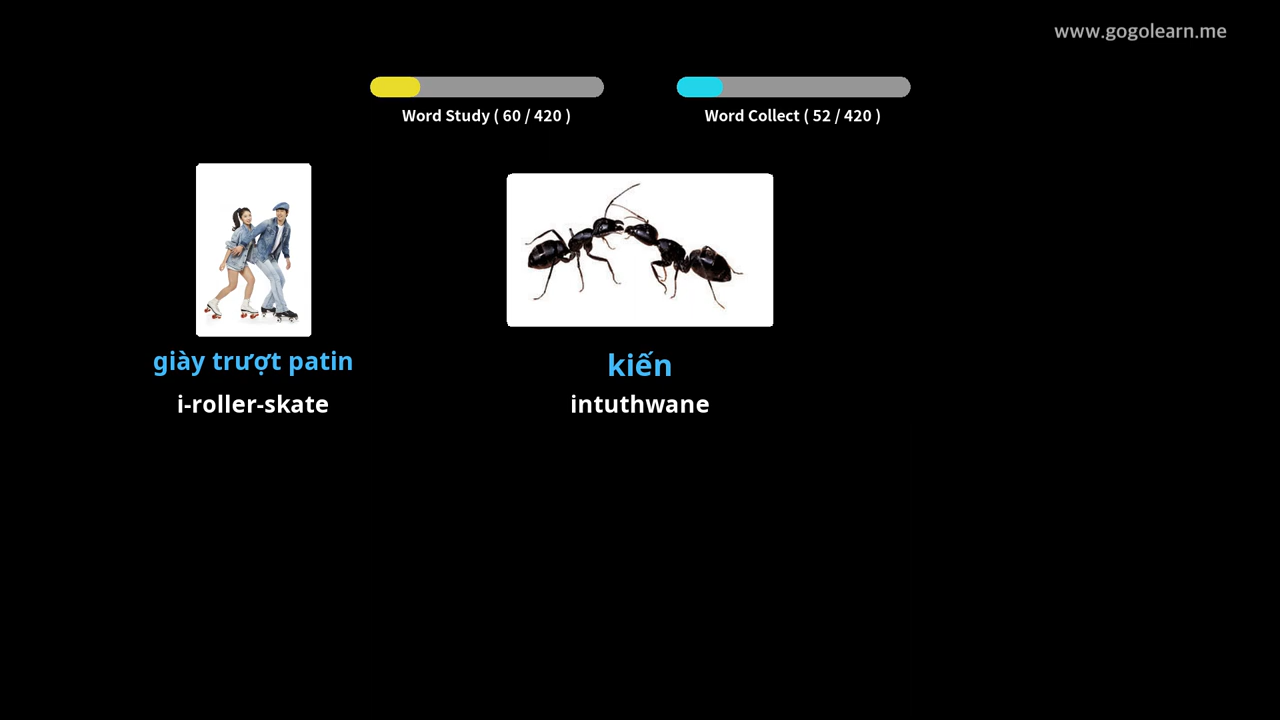 www.gogolearn.me
Word Study ( 60 / 420 )
Word Collect ( 52 / 420 )
giày trượt patin
i-roller-skate
kiến
intuthwane